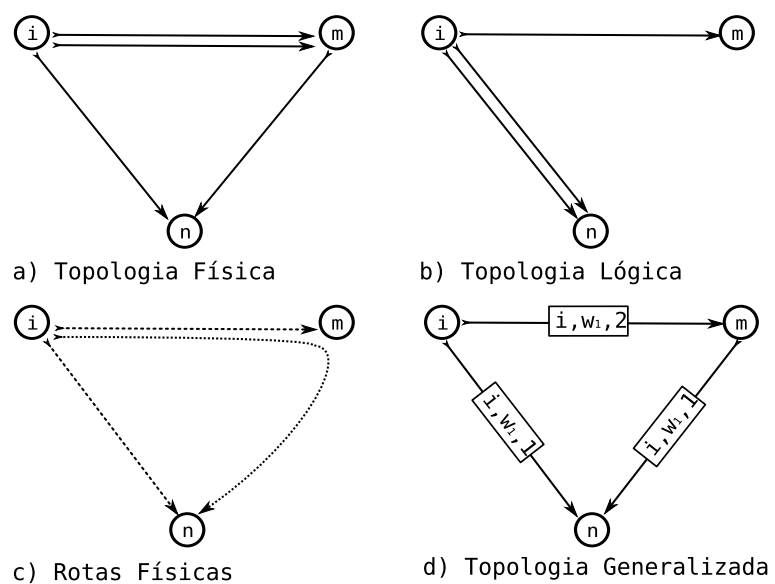 i m i m
n n
a) Topologia Física b) Topologia Lógica
i m i i,w₁,2 m
i,w₁,1 i,w₁,1
n n
c) Rotas Físicas d) Topologia Generalizada